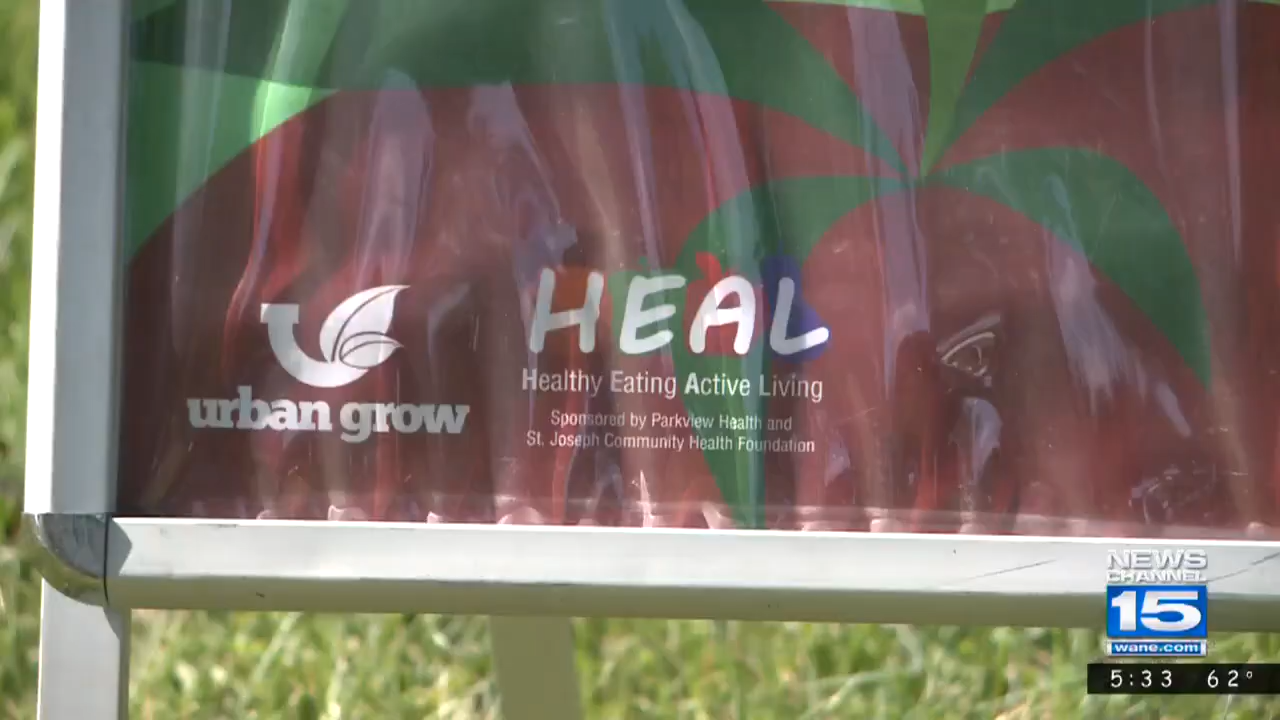 urban grow
HEAL
Healthy Eating Active Living
Sponsored by Parkview Health and
St. Joseph Community Health Foundation
NEWS
CHANNEL
15
wane.com
5:33 62°